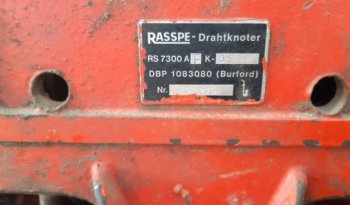 RASSPE-Drahtknoter
RS 7300 A K-
DBP 1083080 (Burford)
Nr.